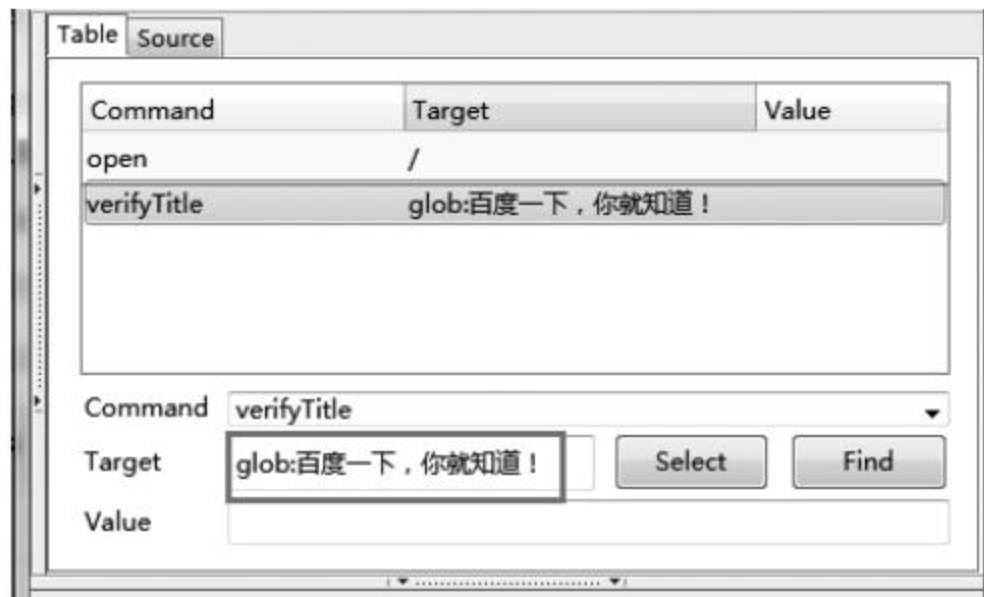 Table Source
Command Target Value
open /
verifyTitle glob:百度一下，你就知道！
Command verifyTitle
Target glob:百度一下，你就知道！ Select Find
Value